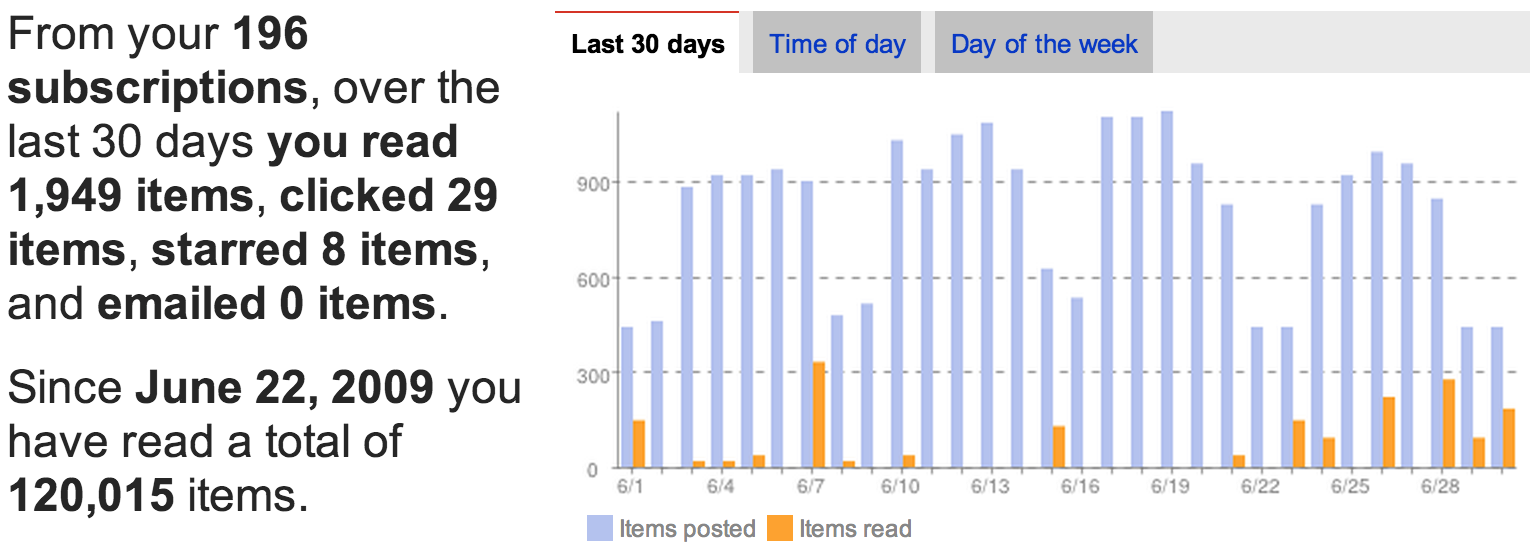 From your 196
subscriptions, over the
last 30 days you read
1,949 items, clicked 29
items, starred 8 items,
and emailed 0 items.
Since June 22, 2009 you
have read a total of
120,015 items.
Last 30 days Time of day Day of the week
900
600
300
0
6/1 6/4 6/7 6/10 6/13 6/16 6/19 6/22 6/25 6/28
Items posted Items read